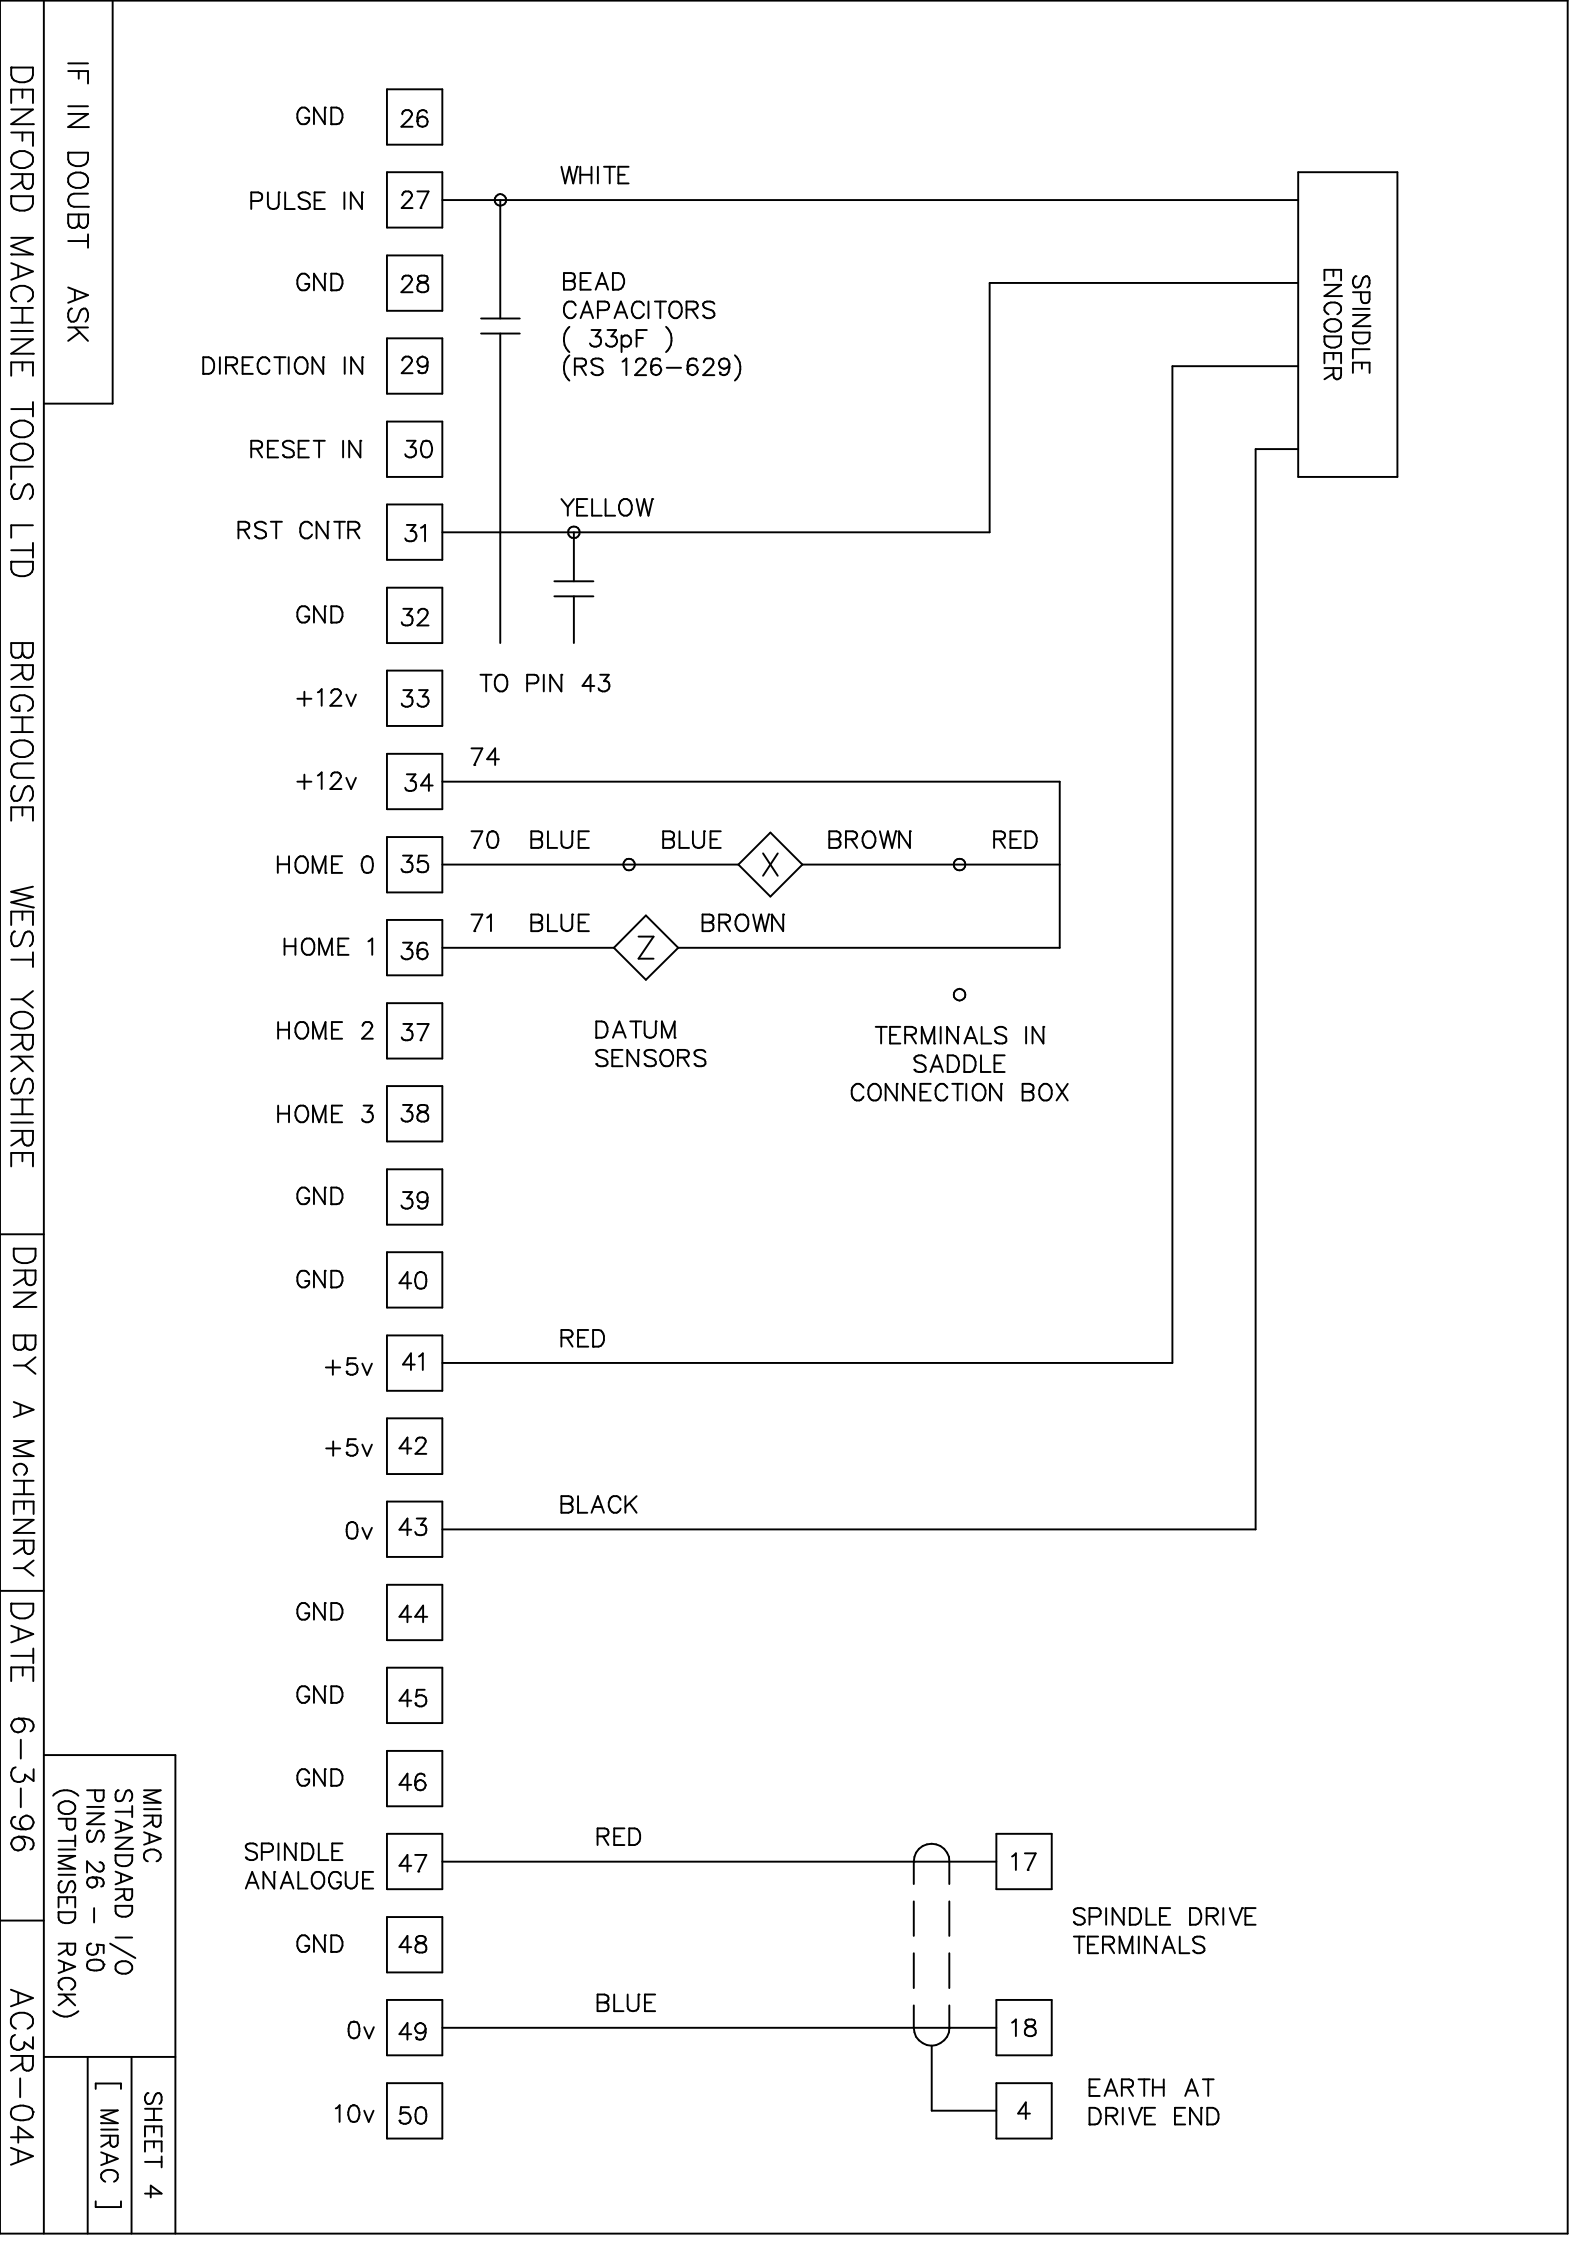 GND 26
PULSE IN 27 WHITE
GND 28
BEAD
CAPACITORS
( 33pF )
(RS 126-629)
DIRECTION IN 29
RESET IN 30
RST CNTR 31 YELLOW
GND 32
+12v 33 TO PIN 43
+12v 34 74
HOME 0 35 70 BLUE BLUE X BROWN RED
HOME 1 36 71 BLUE Z BROWN
HOME 2 37
DATUM
SENSORS
TERMINALS IN
SADDLE
CONNECTION BOX
HOME 3 38
GND 39
GND 40
+5v 41 RED
+5v 42
0v 43 BLACK
GND 44
GND 45
GND 46
SPINDLE
ANALOGUE 47 RED 17
SPINDLE DRIVE
TERMINALS
GND 48
0v 49 BLUE 18
10v 50 4
EARTH AT
DRIVE END
SPINDLE
ENCODER
IF IN DOUBT ASK
MIRAC
STANDARD I/O
PINS 26 - 50
(OPTIMISED RACK)
SHEET 4
[ MIRAC ]
DENFORD MACHINE TOOLS LTD BRIGHOUSE WEST YORKSHIRE
DRN BY A McHENRY
DATE 6-3-96
AC3R-04A